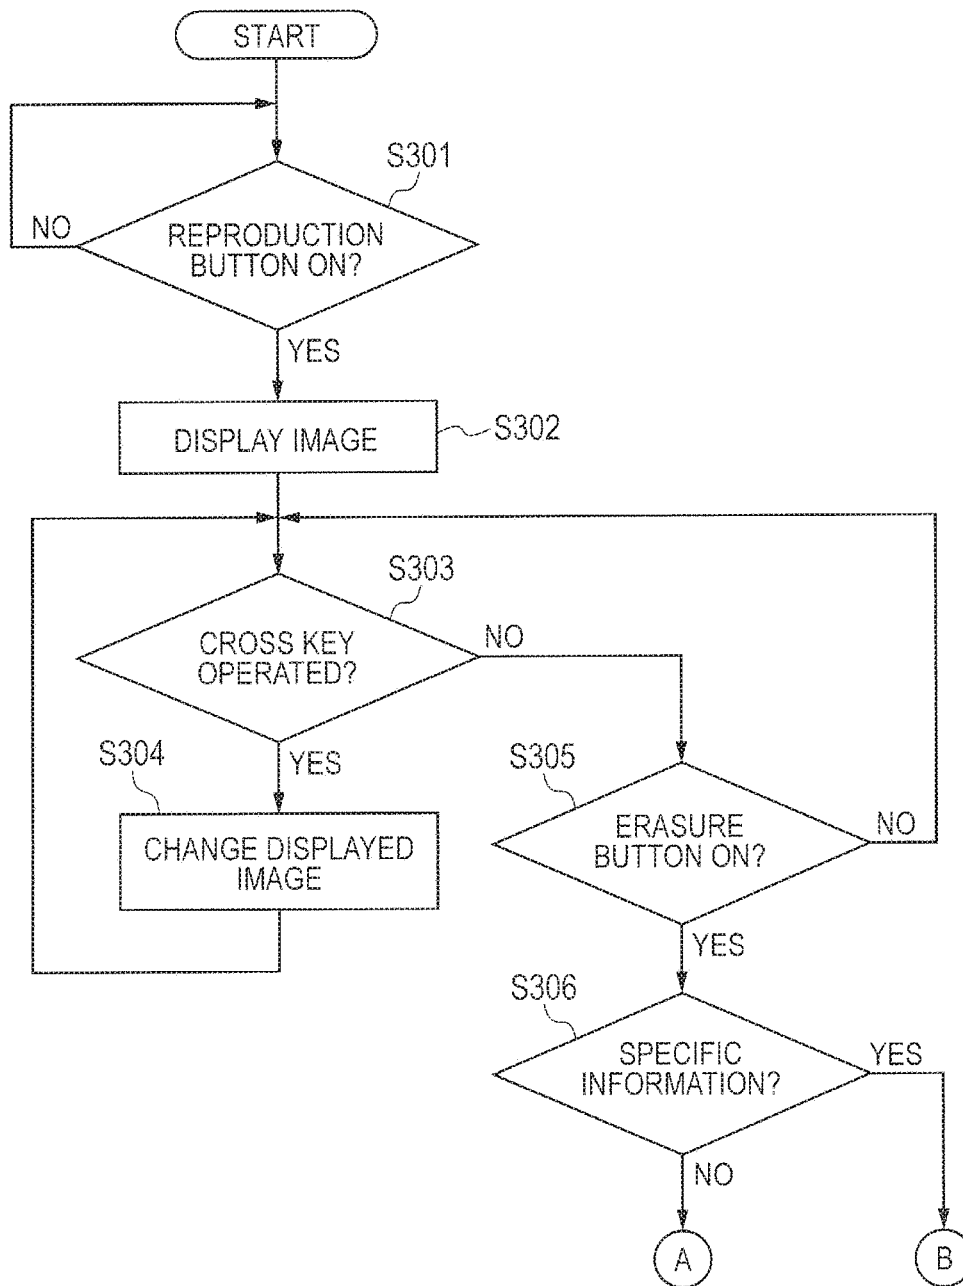 START
S301
NO
REPRODUCTION
BUTTON ON?
YES
DISPLAY IMAGE
S302
S303
CROSS KEY
OPERATED?
NO
S304
YES
S305
CHANGE DISPLAYED
IMAGE
ERASURE
BUTTON ON?
NO
YES
S306
SPECIFIC
INFORMATION?
YES
NO
A
B